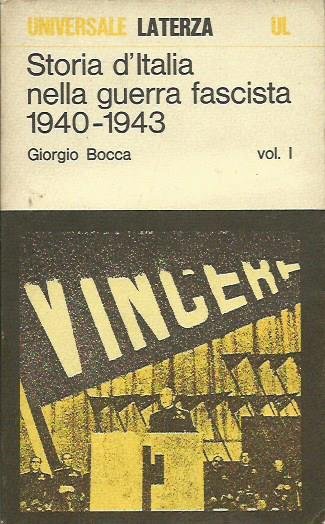 UNIVERSALE LATERZA UL
Storia d'Italia
nella guerra fascista
1940-1943
Giorgio Bocca vol. I
VINCERE